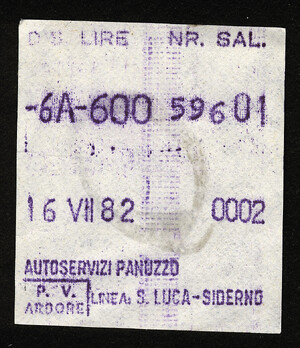 D/S LIRE NR. SAL.
-6A-600 59601
16 VII 82 0002
AUTOSERVIZI PANUZZO
P. V.
ARDORE
LINEA: S. LUCA-SIDERNO